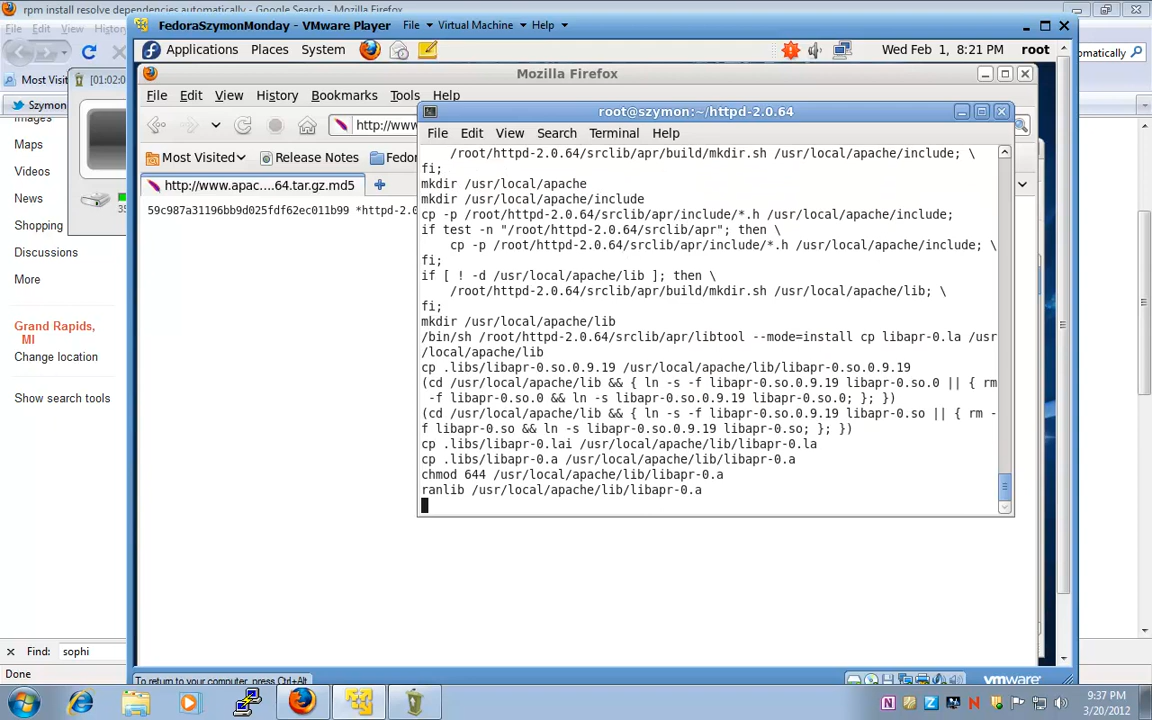 rpm install resolve dependencies automatically - Google Search - Mozilla Firefox
File Edit View
FedoraSzymonMonday - VMware Player File Virtual Machine Help
Applications Places System Wed Feb 1, 8:21 PM root
Mozilla Firefox
File Edit View History Bookmarks Tools Help
http://www
Most Visited Release Notes
http://www.apac....64.tar.gz.md5
59c987a31196bb9d025fdf62ec011b99 *httpd-2.0
Most Vis
[01:02:0
Szymon
Images
Maps
Videos
News
Shopping
Discussions
More
Grand Rapids,
MI
Change location
Show search tools
utomatically
root@szymon:~/httpd-2.0.64
File Edit View Search Terminal Help
/root/httpd-2.0.64/srclib/apr/build/mkdir.sh /usr/local/apache/include; \
fi;
mkdir /usr/local/apache
mkdir /usr/local/apache/include
cp -p /root/httpd-2.0.64/srclib/apr/include/*.h /usr/local/apache/include;
if test -n "/root/httpd-2.0.64/srclib/apr"; then \
cp -p /root/httpd-2.0.64/srclib/apr/include/*.h /usr/local/apache/include; \
fi;
if [ ! -d /usr/local/apache/lib ]; then \
/root/httpd-2.0.64/srclib/apr/build/mkdir.sh /usr/local/apache/lib; \
fi;
mkdir /usr/local/apache/lib
/bin/sh /root/httpd-2.0.64/srclib/apr/libtool --mode=install cp libapr-0.la /usr
/local/apache/lib
cp .libs/libapr-0.so.0.9.19 /usr/local/apache/lib/libapr-0.so.0.9.19
(cd /usr/local/apache/lib && { ln -s -f libapr-0.so.0.9.19 libapr-0.so.0 || { rm
-f libapr-0.so.0 && ln -s libapr-0.so.0.9.19 libapr-0.so.0; }; })
(cd /usr/local/apache/lib && { ln -s -f libapr-0.so.0.9.19 libapr-0.so || { rm -
f libapr-0.so && ln -s libapr-0.so.0.9.19 libapr-0.so; }; })
cp .libs/libapr-0.lai /usr/local/apache/lib/libapr-0.la
cp .libs/libapr-0.a /usr/local/apache/lib/libapr-0.a
chmod 644 /usr/local/apache/lib/libapr-0.a
ranlib /usr/local/apache/lib/libapr-0.a
Find: sophi
Done
To return to your computer, press Ctrl+Alt. vmware
9:37 PM
3/20/2012